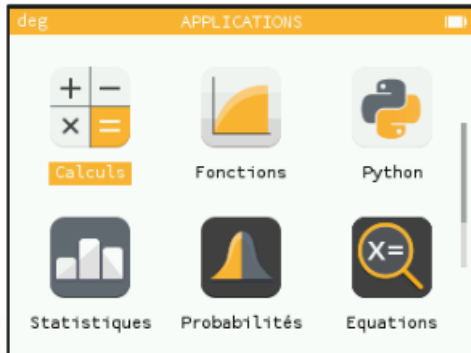 deg APPLICATIONS
+ -
× =
Calculs Fonctions Python
X=
Statistiques Probabilités Equations